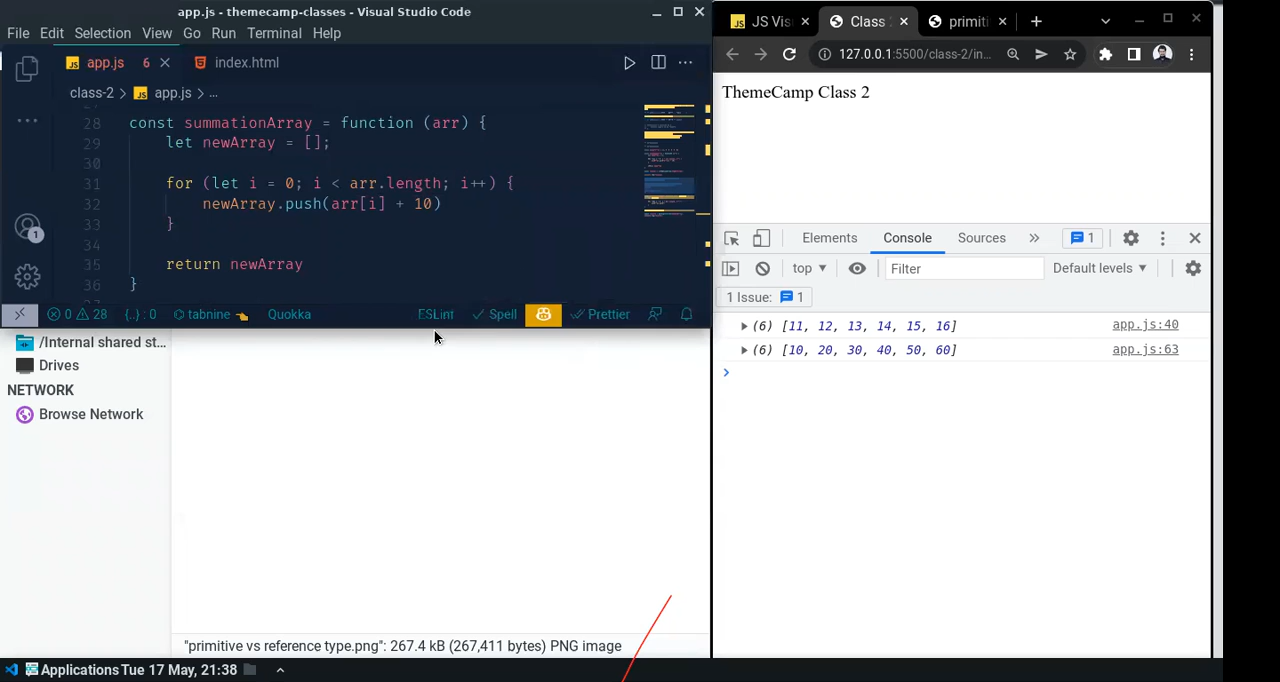 app.js - themecamp-classes - Visual Studio Code
File Edit Selection View Go Run Terminal Help
JS app.js 6 index.html
class-2 > JS app.js > ...
28 const summationArray = function (arr) {
29 let newArray = [];
30
31 for (let i = 0; i < arr.length; i++) {
32 newArray.push(arr[i] + 10)
33 }
34
35 return newArray
36 }
1
0 28 {..} : 0 tabnine Quokka ESLint Spell Prettier
/Internal shared st...
Drives
NETWORK
Browse Network
"primitive vs reference type.png": 267.4 kB (267,411 bytes) PNG image
Applications Tue 17 May, 21:38
JS JS Vis Class primiti
127.0.0.1:5500/class-2/in...
ThemeCamp Class 2
Elements Console Sources 1
top Filter Default levels
1 Issue: 1
(6) [11, 12, 13, 14, 15, 16] app.js:40
(6) [10, 20, 30, 40, 50, 60] app.js:63